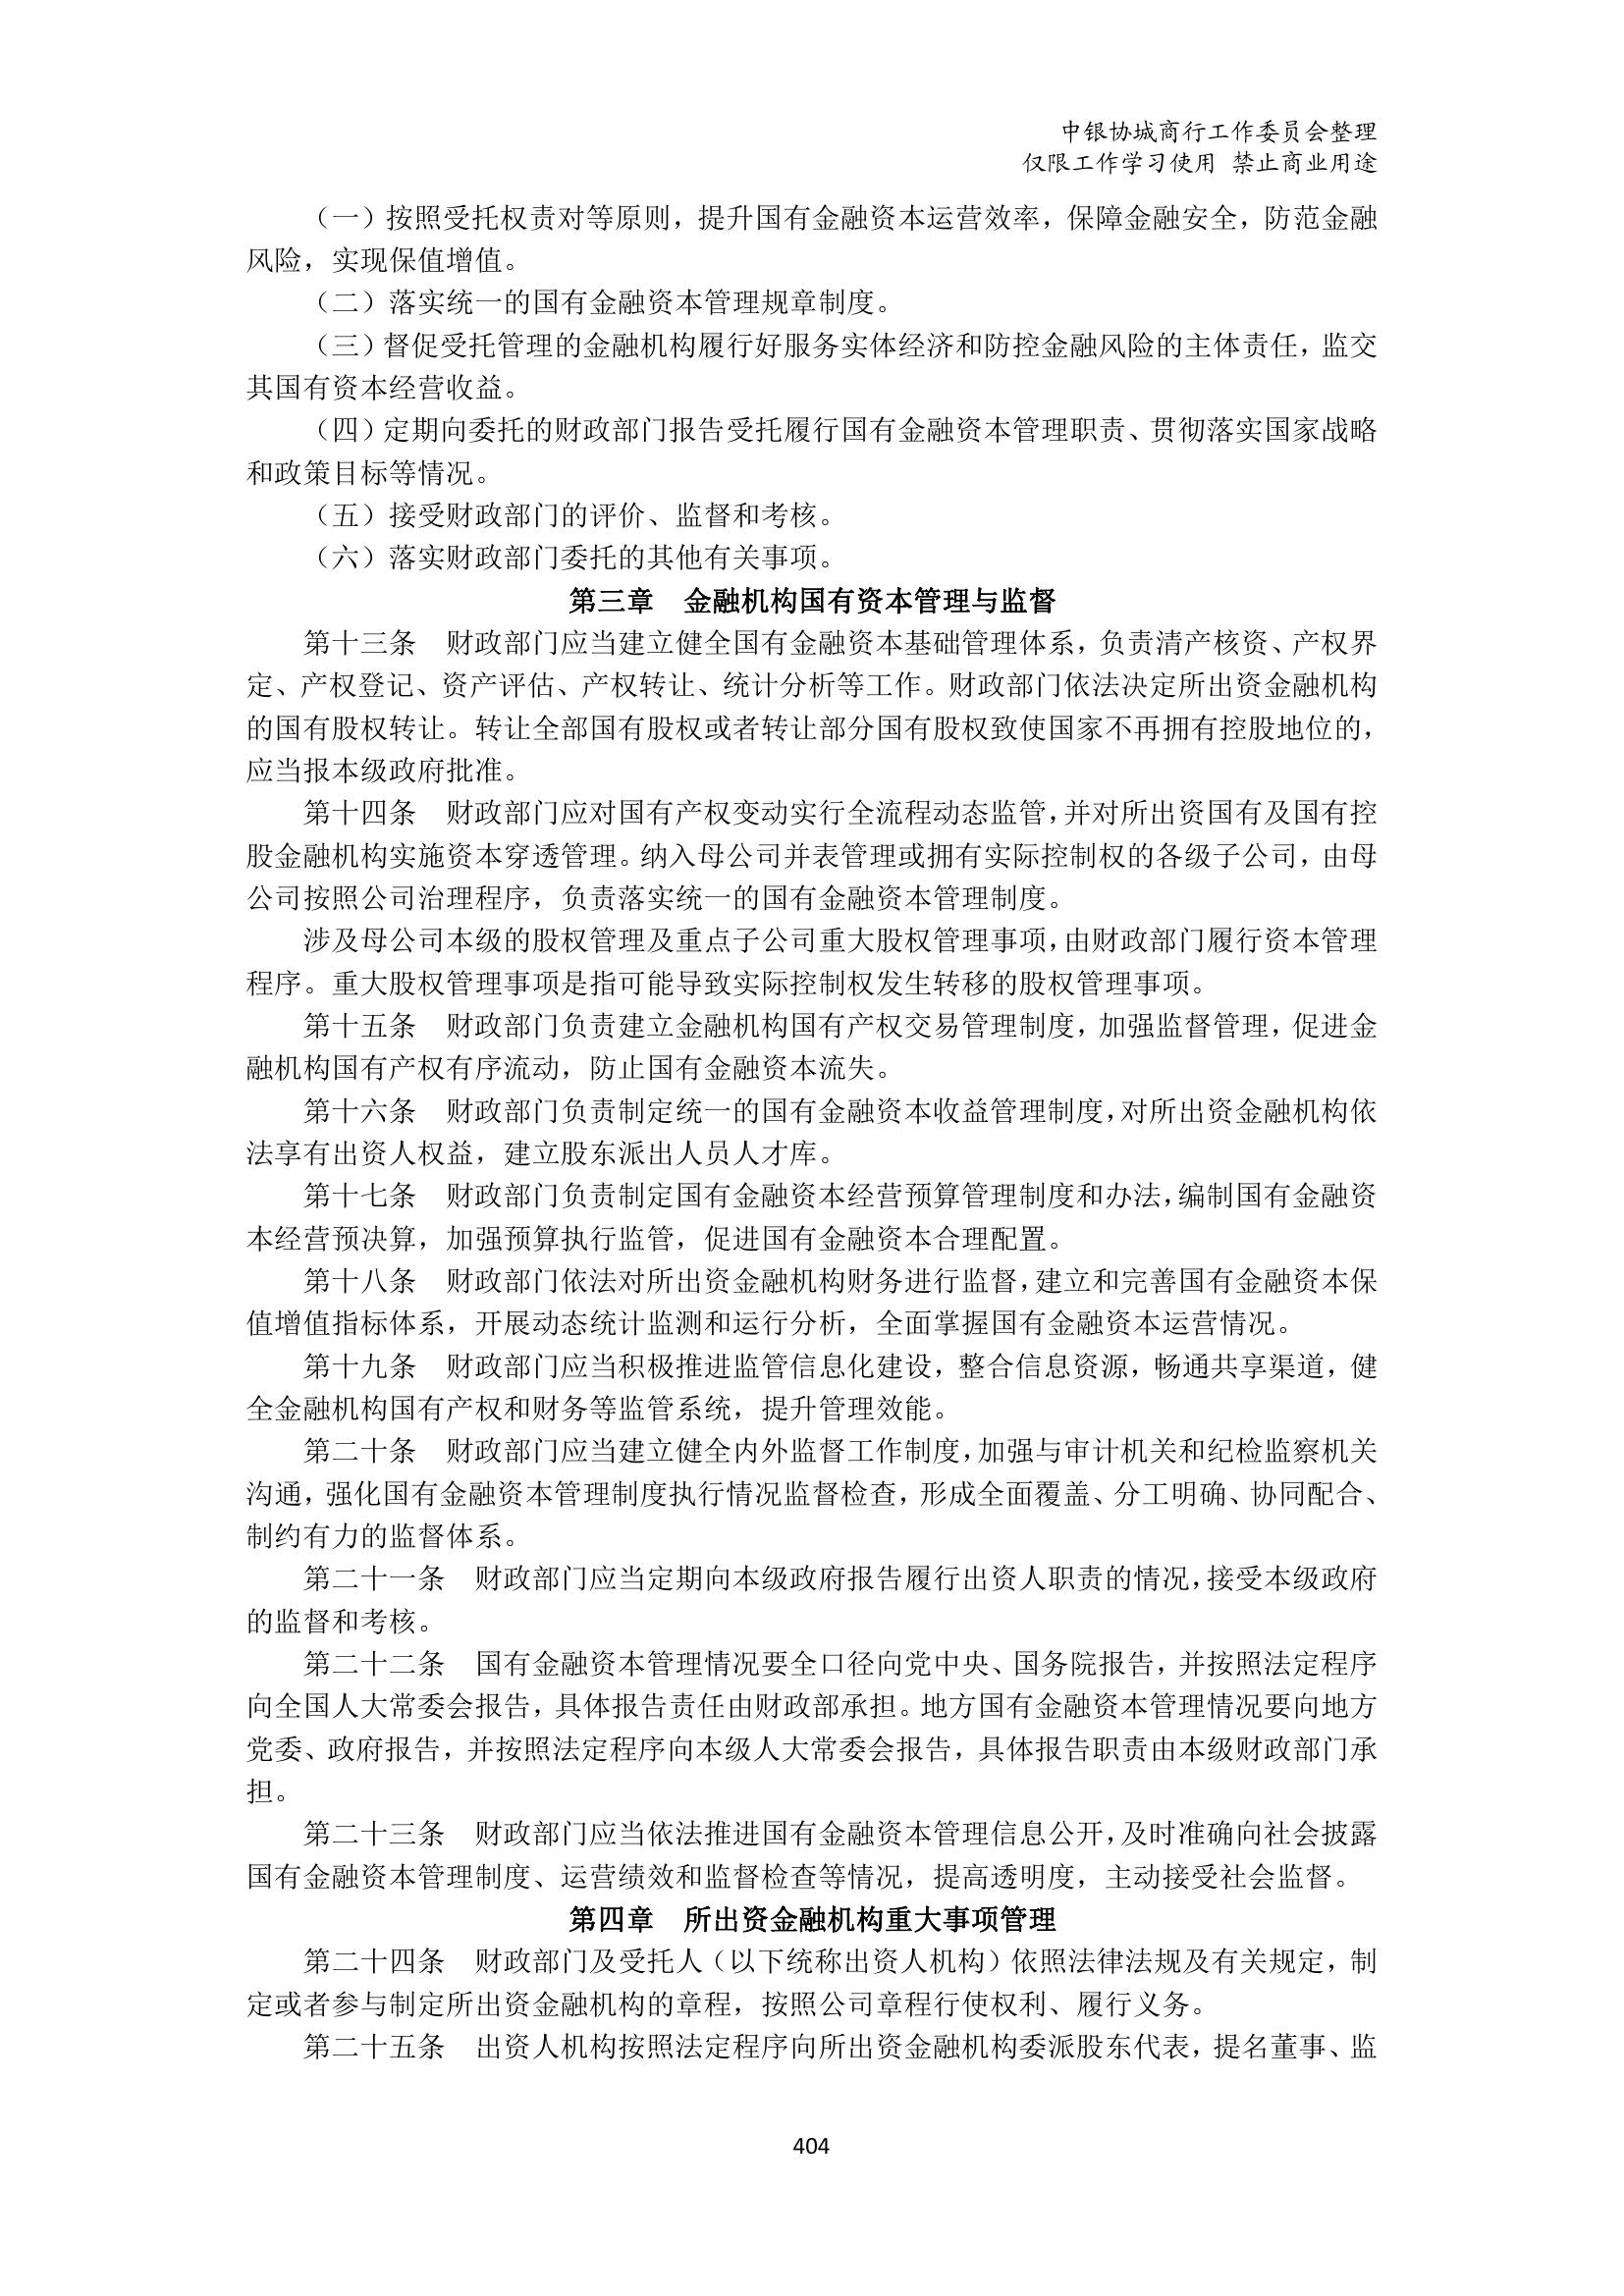 中银协城商行工作委员会整理
仅限工作学习使用 禁止商业用途
（一）按照受托权责对等原则，提升国有金融资本运营效率，保障金融安全，防范金融
风险，实现保值增值。
（二）落实统一的国有金融资本管理规章制度。
（三）督促受托管理的金融机构履行好服务实体经济和防控金融风险的主体责任，监交
其国有资本经营收益。
（四）定期向委托的财政部门报告受托履行国有金融资本管理职责、贯彻落实国家战略
和政策目标等情况。
（五）接受财政部门的评价、监督和考核。
（六）落实财政部门委托的其他有关事项。
第三章　金融机构国有资本管理与监督
第十三条　财政部门应当建立健全国有金融资本基础管理体系，负责清产核资、产权界
定、产权登记、资产评估、产权转让、统计分析等工作。财政部门依法决定所出资金融机构
的国有股权转让。转让全部国有股权或者转让部分国有股权致使国家不再拥有控股地位的，
应当报本级政府批准。
第十四条　财政部门应对国有产权变动实行全流程动态监管，并对所出资国有及国有控
股金融机构实施资本穿透管理。纳入母公司并表管理或拥有实际控制权的各级子公司，由母
公司按照公司治理程序，负责落实统一的国有金融资本管理制度。
涉及母公司本级的股权管理及重点子公司重大股权管理事项，由财政部门履行资本管理
程序。重大股权管理事项是指可能导致实际控制权发生转移的股权管理事项。
第十五条　财政部门负责建立金融机构国有产权交易管理制度，加强监督管理，促进金
融机构国有产权有序流动，防止国有金融资本流失。
第十六条　财政部门负责制定统一的国有金融资本收益管理制度，对所出资金融机构依
法享有出资人权益，建立股东派出人员人才库。
第十七条　财政部门负责制定国有金融资本经营预算管理制度和办法，编制国有金融资
本经营预决算，加强预算执行监管，促进国有金融资本合理配置。
第十八条　财政部门依法对所出资金融机构财务进行监督，建立和完善国有金融资本保
值增值指标体系，开展动态统计监测和运行分析，全面掌握国有金融资本运营情况。
第十九条　财政部门应当积极推进监管信息化建设，整合信息资源，畅通共享渠道，健
全金融机构国有产权和财务等监管系统，提升管理效能。
第二十条　财政部门应当建立健全内外监督工作制度，加强与审计机关和纪检监察机关
沟通，强化国有金融资本管理制度执行情况监督检查，形成全面覆盖、分工明确、协同配合、
制约有力的监督体系。
第二十一条　财政部门应当定期向本级政府报告履行出资人职责的情况，接受本级政府
的监督和考核。
第二十二条　国有金融资本管理情况要全口径向党中央、国务院报告，并按照法定程序
向全国人大常委会报告，具体报告责任由财政部承担。地方国有金融资本管理情况要向地方
党委、政府报告，并按照法定程序向本级人大常委会报告，具体报告职责由本级财政部门承
担。
第二十三条　财政部门应当依法推进国有金融资本管理信息公开，及时准确向社会披露
国有金融资本管理制度、运营绩效和监督检查等情况，提高透明度，主动接受社会监督。
第四章　所出资金融机构重大事项管理
第二十四条　财政部门及受托人（以下统称出资人机构）依照法律法规及有关规定，制
定或者参与制定所出资金融机构的章程，按照公司章程行使权利、履行义务。
第二十五条　出资人机构按照法定程序向所出资金融机构委派股东代表，提名董事、监
404